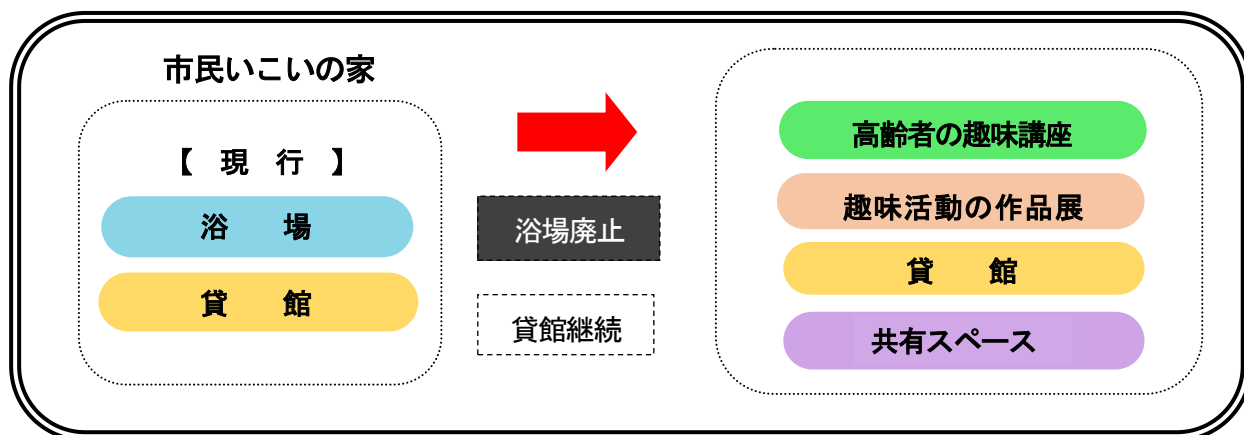 市民いこいの家
【 現 行 】
浴 場
貸 館
浴場廃止
貸館継続
高齢者の趣味講座
趣味活動の作品展
貸 館
共有スペース